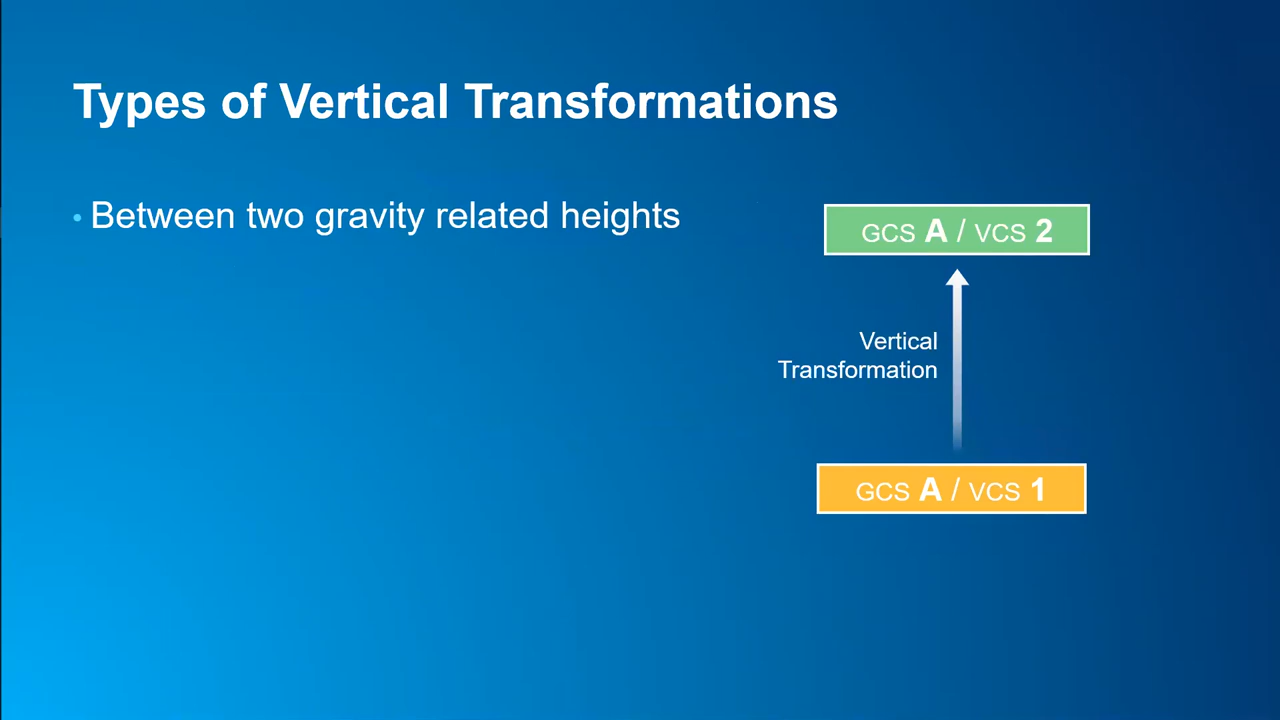 Types of Vertical Transformations
• Between two gravity related heights
GCS A / VCS 2
Vertical
Transformation
GCS A / VCS 1